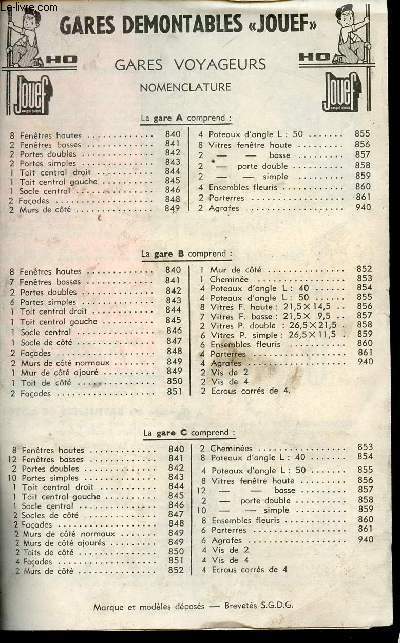 GARES DEMONTABLES «JOUEF»
HO
HO
Jouef
Jouef
GARES VOYAGEURS
NOMENCLATURE
La gare A comprend :
8 Fenêtres hautes .............. 840
2 Fenêtres basses .............. 841
2 Portes doubles .............. 842
2 Portes simples .............. 843
1 Toit central droit .............. 844
1 Toit central gauche .............. 845
1 Socle central .............. 846
2 Façades .............. 848
2 Murs de côté .............. 849
4 Poteaux d'angle L : 50 ....... 855
8 Vitres fenêtre haute ......... 856
2 — — basse .......... 857
2 — porte double ......... 858
2 — — simple ......... 859
4 Ensembles fleuris ............ 860
2 Parterres .................... 861
2 Agrafes ...................... 940
La gare B comprend :
8 Fenêtres hautes .............. 840
7 Fenêtres basses .............. 841
2 Portes doubles .............. 842
6 Portes simples .............. 843
1 Toit central droit .............. 844
1 Toit central gauche .............. 845
1 Socle central .............. 846
1 Socle de côté .............. 847
2 Façades .............. 848
2 Murs de côté normaux ......... 849
1 Mur de côté ajouré ........... 849
1 Toit de côté .............. 850
2 Façades .............. 851
1 Mur de côté .............. 852
1 Cheminée .............. 853
4 Poteaux d'angle L : 40 ....... 854
4 Poteaux d'angle L : 50 ....... 855
8 Vitres F. haute : 21,5 × 14,5 .. 856
7 Vitres F. basse : 21,5 × 9,5 .. 857
2 Vitres P. double : 26,5 × 21,5 . 858
6 Vitres P. simple : 26,5 × 11,5 . 859
6 Ensembles fleuris ............ 860
4 Parterres .................... 861
4 Agrafes ...................... 940
2 Vis de 2
2 Vis de 4
2 Ecrous carrés de 4.
La gare C comprend :
8 Fenêtres hautes .............. 840
12 Fenêtres basses .............. 841
2 Portes doubles .............. 842
10 Portes simples .............. 843
1 Toit central droit .............. 844
1 Toit central gauche .............. 845
1 Socle central .............. 846
2 Socles de côté .............. 847
2 Façades .............. 848
2 Murs de côté normaux ......... 849
2 Murs de côté ajourés ......... 849
2 Toits de côté .............. 850
4 Façades .............. 851
2 Murs de côté .............. 852
2 Cheminées .............. 853
8 Poteaux d'angle L : 40 ....... 854
4 Poteaux d'angle L : 50 ....... 855
8 Vitres fenêtre haute ......... 856
12 — — basse ......... 857
2 — porte double ......... 858
10 — — simple ......... 859
8 Ensembles fleuris ............ 860
6 Parterres .................... 861
6 Agrafes ...................... 940
4 Vis de 2
4 Vis de 4
4 Ecrous carrés de 4
Marque et modèles déposés — Brevetés S.G.D.G.